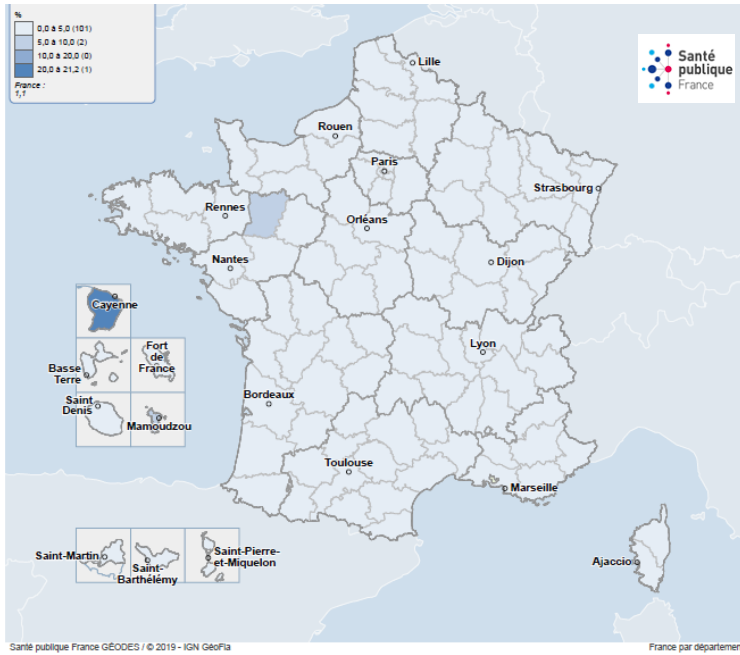 %
0,0 à 5,0 (101)
5,0 à 10,0 (2)
10,0 à 20,0 (0)
20,0 à 21,2 (1)
France :
1,1
Santé
publique
France
Lille
Rouen
Paris
Strasbourg
Rennes
Orléans
Nantes
Dijon
Cayenne
Lyon
Fort
de
France
Basse
Terre
Saint
Denis
Mamoudzou
Bordeaux
Toulouse
Marseille
Saint-Martin
Saint-
Barthélémy
Saint-Pierre-
et-Miquelon
Ajaccio
Santé publique France GÉODES / © 2019 - IGN GéoFla
France par départemen